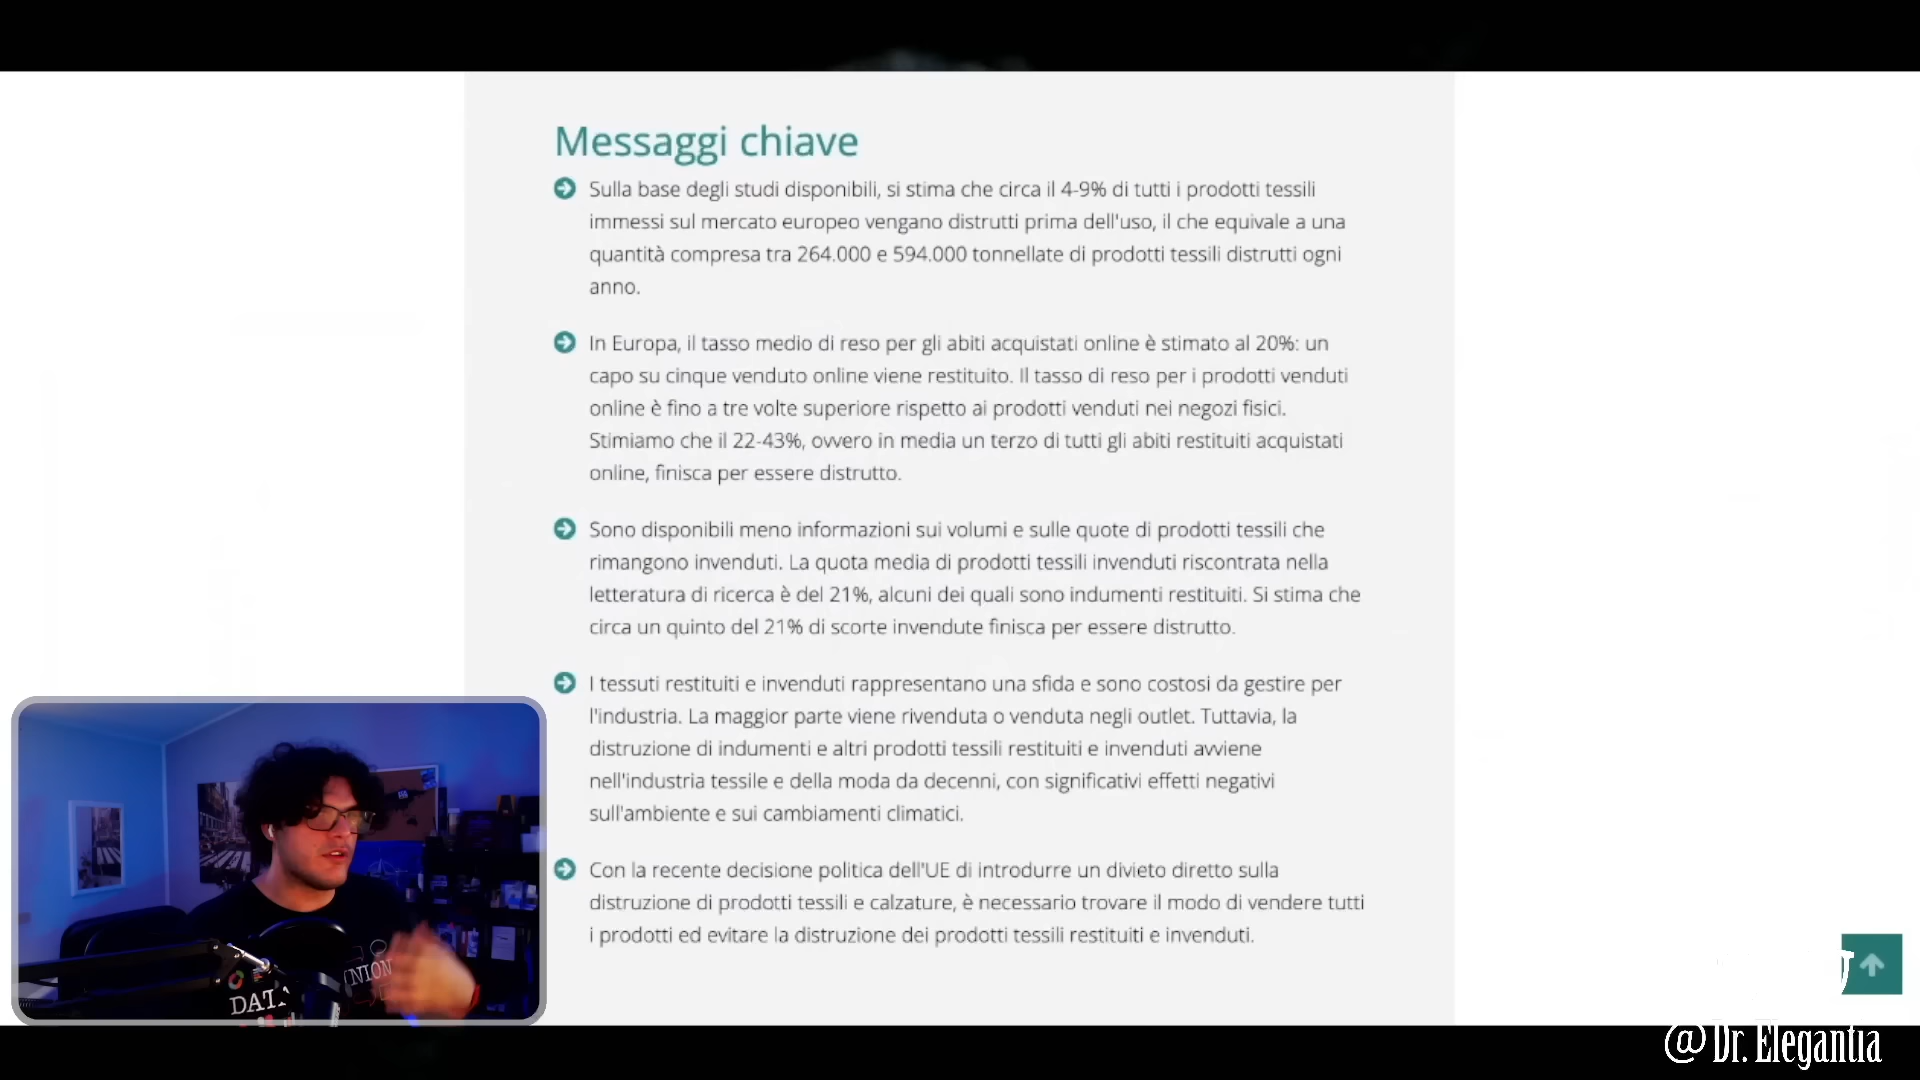 Messaggi chiave
Sulla base degli studi disponibili, si stima che circa il 4-9% di tutti i prodotti tessili
immessi sul mercato europeo vengano distrutti prima dell'uso, il che equivale a una
quantità compresa tra 264.000 e 594.000 tonnellate di prodotti tessili distrutti ogni
anno.
In Europa, il tasso medio di reso per gli abiti acquistati online è stimato al 20%: un
capo su cinque venduto online viene restituito. Il tasso di reso per i prodotti venduti
online è fino a tre volte superiore rispetto ai prodotti venduti nei negozi fisici.
Stimiamo che il 22-43%, ovvero in media un terzo di tutti gli abiti restituiti acquistati
online, finisca per essere distrutto.
Sono disponibili meno informazioni sui volumi e sulle quote di prodotti tessili che
rimangono invenduti. La quota media di prodotti tessili invenduti riscontrata nella
letteratura di ricerca è del 21%, alcuni dei quali sono indumenti restituiti. Si stima che
circa un quinto del 21% di scorte invendute finisca per essere distrutto.
I tessuti restituiti e invenduti rappresentano una sfida e sono costosi da gestire per
l'industria. La maggior parte viene rivenduta o venduta negli outlet. Tuttavia, la
distruzione di indumenti e altri prodotti tessili restituiti e invenduti avviene
nell'industria tessile e della moda da decenni, con significativi effetti negativi
sull'ambiente e sui cambiamenti climatici.
Con la recente decisione politica dell'UE di introdurre un divieto diretto sulla
distruzione di prodotti tessili e calzature, è necessario trovare il modo di vendere tutti
i prodotti ed evitare la distruzione dei prodotti tessili restituiti e invenduti.
@Dr. Elegantia